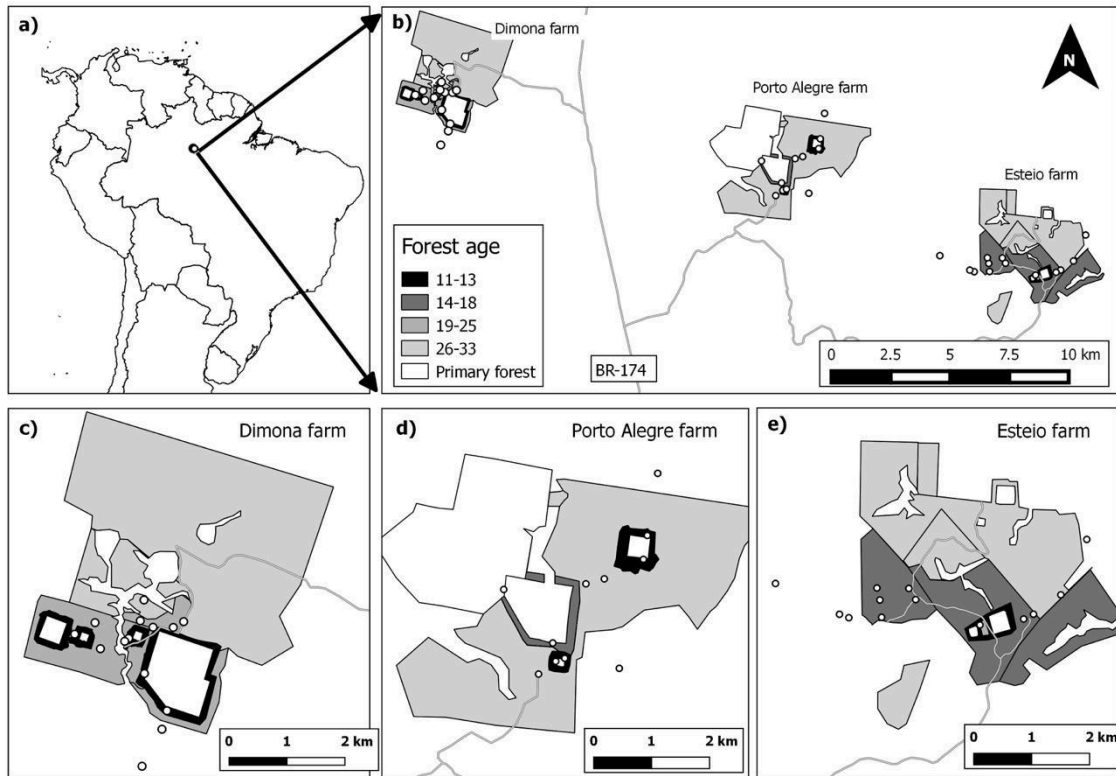 a)
b)
Dimona farm
N
Porto Alegre farm
Esteio farm
Forest age
11-13
14-18
19-25
26-33
Primary forest
BR-174
0 2.5 5 7.5 10 km
c)
Dimona farm
0 1 2 km
d)
Porto Alegre farm
0 1 2 km
e)
Esteio farm
0 1 2 km